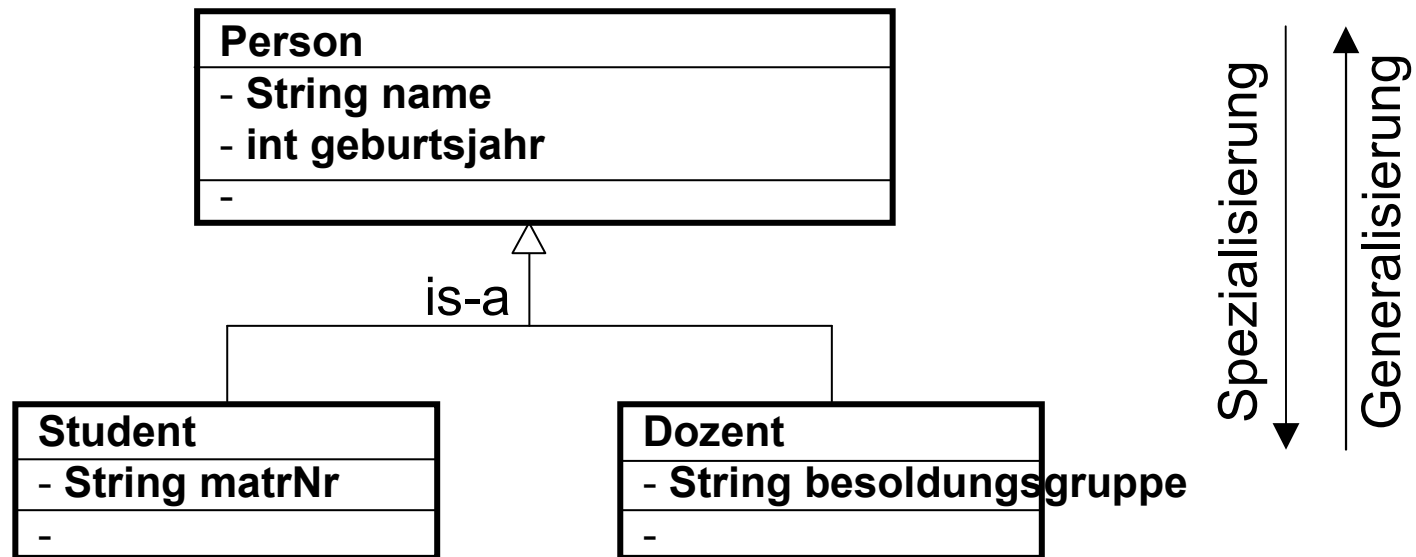 Person
- String name
- int geburtsjahr
-
is-a
Student
- String matrNr
-
Dozent
- String besoldungsgruppe
-
Spezialisierung
Generalisierung